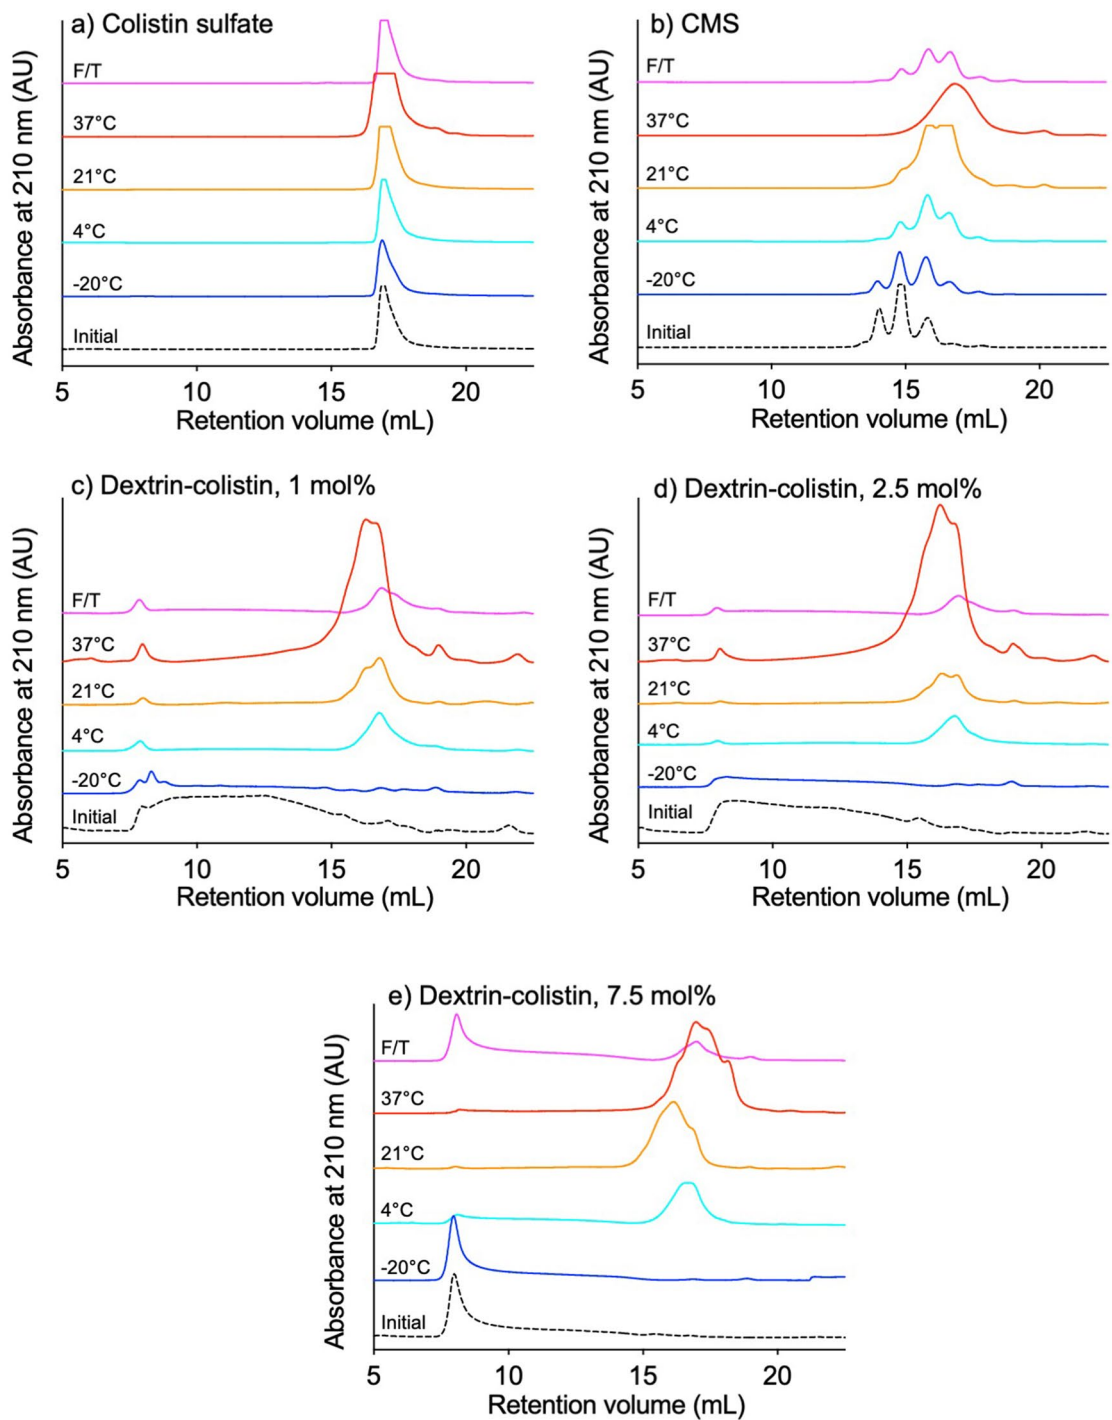 a) Colistin sulfate
Absorbance at 210 nm (AU)
F/T
37°C
21°C
4°C
-20°C
Initial
5 10 15 20
Retention volume (mL)
b) CMS
Absorbance at 210 nm (AU)
F/T
37°C
21°C
4°C
-20°C
Initial
5 10 15 20
Retention volume (mL)
c) Dextrin-colistin, 1 mol%
Absorbance at 210 nm (AU)
F/T
37°C
21°C
4°C
-20°C
Initial
5 10 15 20
Retention volume (mL)
d) Dextrin-colistin, 2.5 mol%
Absorbance at 210 nm (AU)
F/T
37°C
21°C
4°C
-20°C
Initial
5 10 15 20
Retention volume (mL)
e) Dextrin-colistin, 7.5 mol%
Absorbance at 210 nm (AU)
F/T
37°C
21°C
4°C
-20°C
Initial
5 10 15 20
Retention volume (mL)